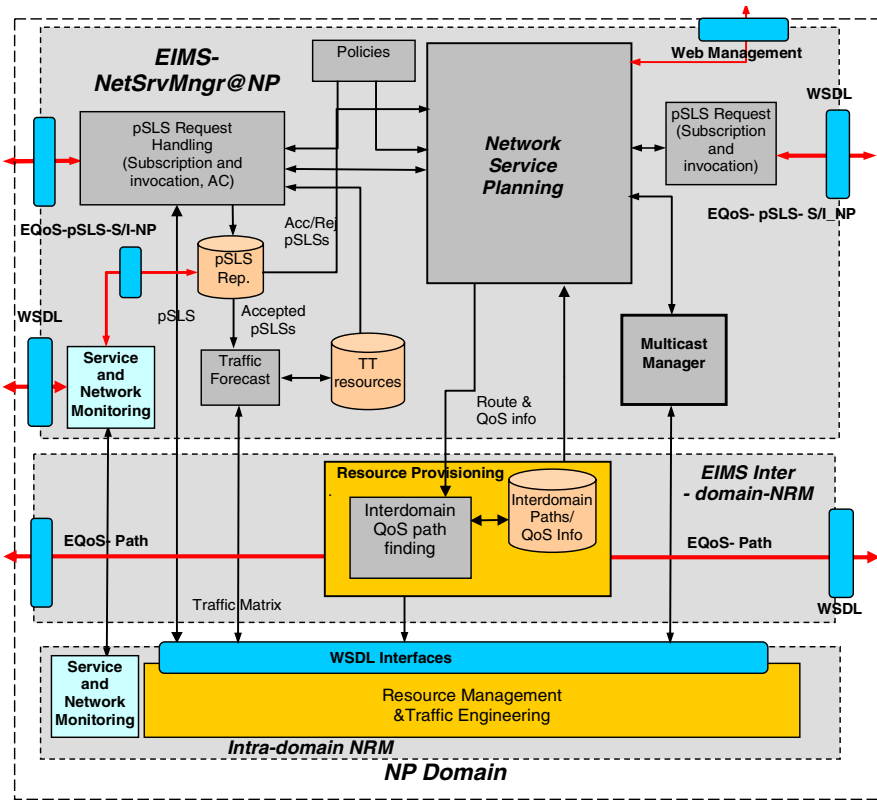 EIMS-
NetSrvMngr@NP
Policies
Web Management
WSDL
pSLS Request
Handling
(Subscription and
invocation, AC)
Network
Service
Planning
pSLS Request
(Subscription
and
invocation)
EQoS-pSLS-S/I-NP
Acc/Rej
pSLSs
EQoS- pSLS- S/I_NP
pSLS
Rep.
WSDL
pSLS
Accepted
pSLSs
Service
and
Network
Monitoring
Traffic
Forecast
TT
resources
Multicast
Manager
Route &
QoS info
Resource Provisioning
EIMS Inter
- domain-NRM
.
Interdomain
QoS path
finding
Interdomain
Paths/
QoS Info
EQoS- Path
EQoS- Path
Traffic Matrix
WSDL
WSDL Interfaces
Service
and
Network
Monitoring
Resource Management
&Traffic Engineering
Intra-domain NRM
NP Domain